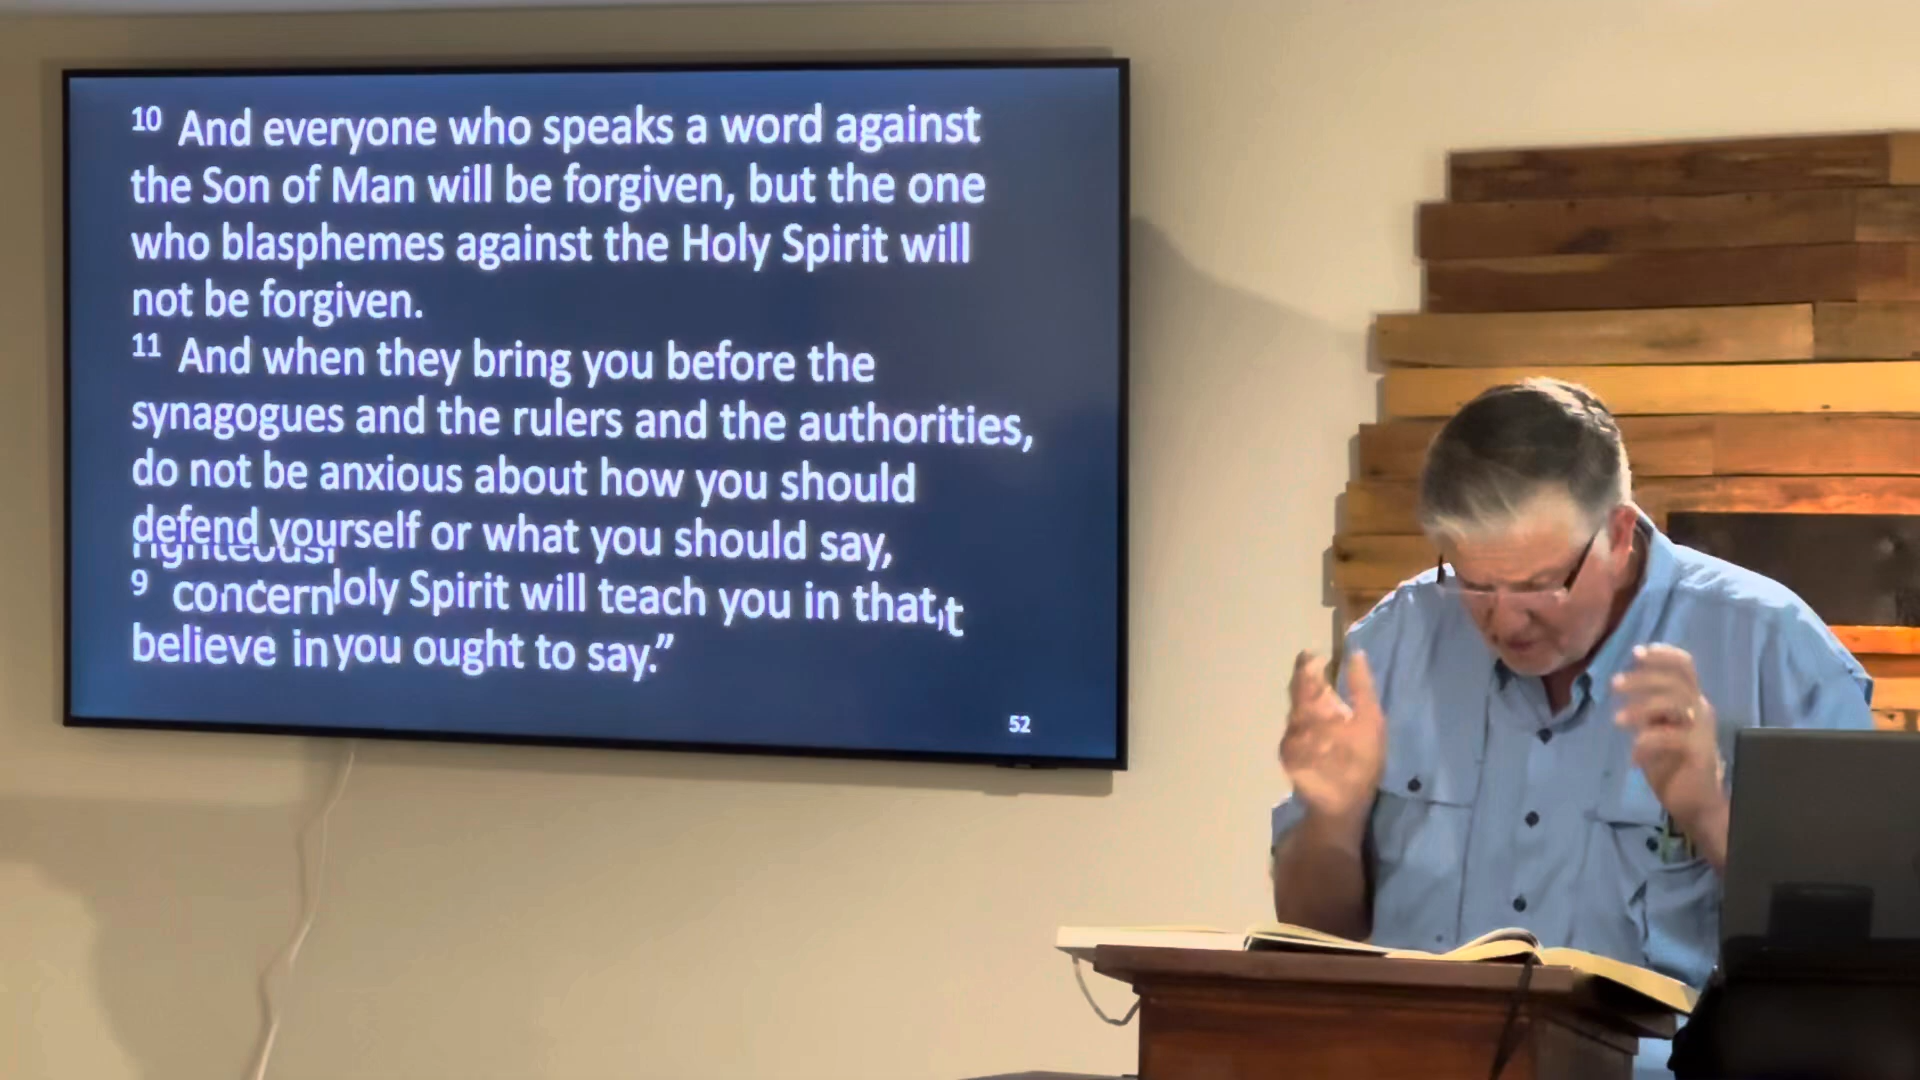 10 And everyone who speaks a word against
the Son of Man will be forgiven, but the one
who blasphemes against the Holy Spirit will
not be forgiven.
11 And when they bring you before the
synagogues and the rulers and the authorities,
do not be anxious about how you should
defend yourself or what you should say,
9 concern oly Spirit will teach you in that,
believe in you ought to say.”
52